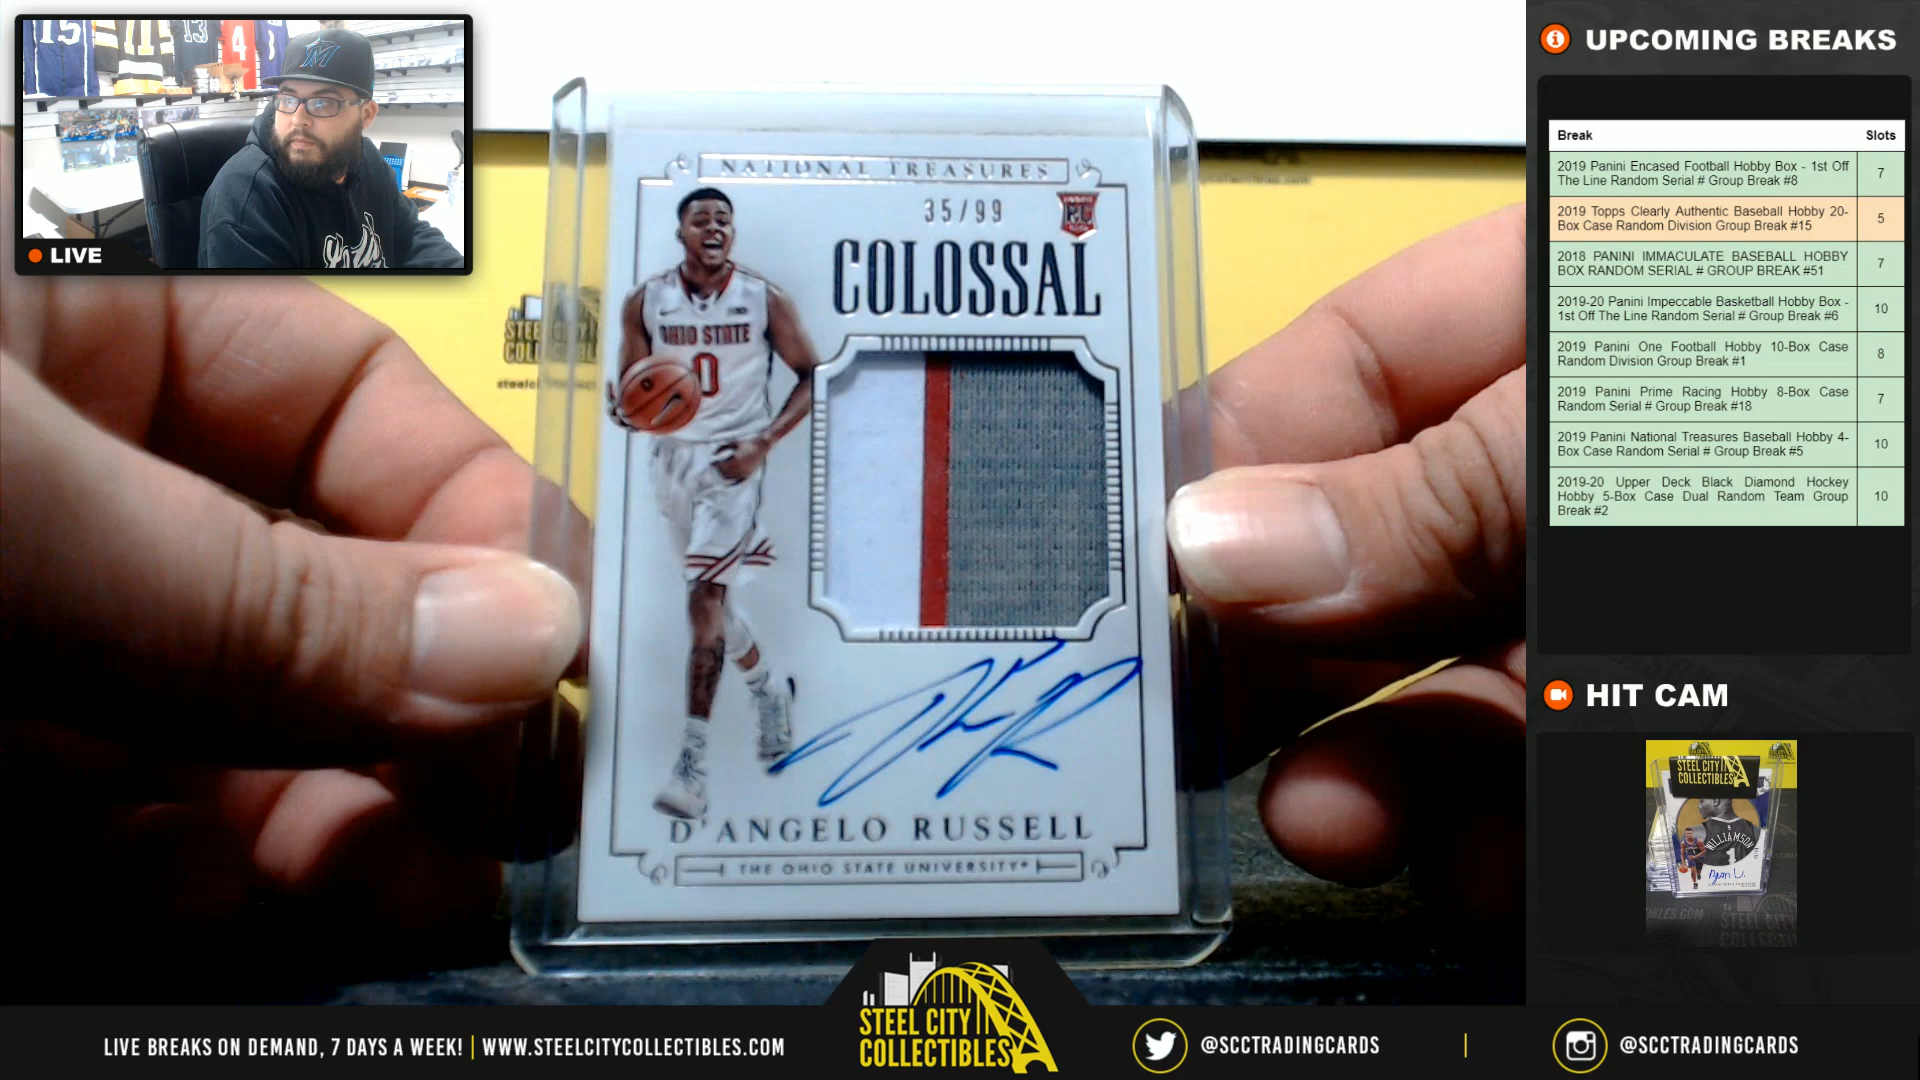 15
11
13
4
LIVE
NATIONAL TREASURES
35/99
RC
COLOSSAL
OHIO STATE
0
D'ANGELO RUSSELL
THE OHIO STATE UNIVERSITY
UPCOMING BREAKS
Break Slots
2019 Panini Encased Football Hobby Box - 1st Off
The Line Random Serial # Group Break #8
7
2019 Topps Clearly Authentic Baseball Hobby 20-
Box Case Random Division Group Break #15
5
2018 PANINI IMMACULATE BASEBALL HOBBY
BOX RANDOM SERIAL # GROUP BREAK #51
7
2019-20 Panini Impeccable Basketball Hobby Box -
1st Off The Line Random Serial # Group Break #6
10
2019 Panini One Football Hobby 10-Box Case
Random Division Group Break #1
8
2019 Panini Prime Racing Hobby 8-Box Case
Random Serial # Group Break #18
7
2019 Panini National Treasures Baseball Hobby 4-
Box Case Random Serial # Group Break #5
10
2019-20 Upper Deck Black Diamond Hockey
Hobby 5-Box Case Dual Random Team Group
Break #2
10
HIT CAM
STEEL CITY
COLLECTIBLES
WILLIAMSON
1
LIVE BREAKS ON DEMAND, 7 DAYS A WEEK! | WWW.STEELCITYCOLLECTIBLES.COM
STEEL CITY
COLLECTIBLES
@SCCTRADINGCARDS
|
@SCCTRADINGCARDS